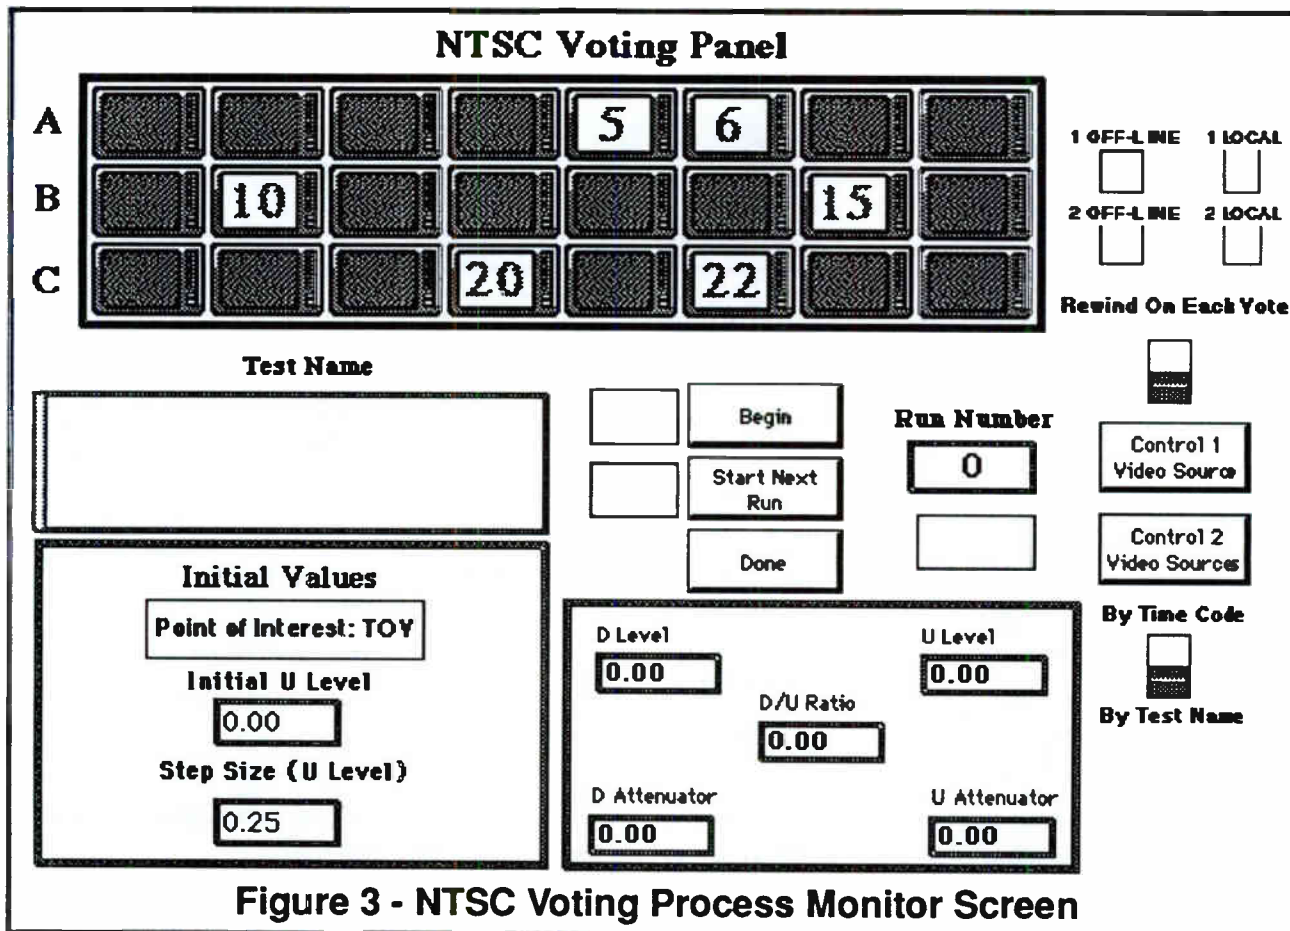 NTSC Voting Panel
A
5
6
B
10
15
C
20
22
1 OFF-LINE
1 LOCAL
2 OFF-LINE
2 LOCAL
Rewind On Each Vote
Test Name
Begin
Start Next
Run
Done
Run Number
0
Control 1
Video Source
Control 2
Video Sources
By Time Code
By Test Name
Initial Values
Point of Interest: TOV
Initial U Level
0.00
Step Size (U Level)
0.25
D Level
0.00
U Level
0.00
D/U Ratio
0.00
D Attenuator
0.00
U Attenuator
0.00
Figure 3 - NTSC Voting Process Monitor Screen